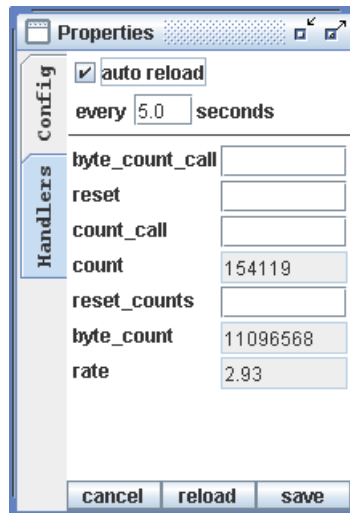 Properties
Config
Handlers
auto reload
every 5.0 seconds
byte_count_call
reset
count_call
count 154119
reset_counts
byte_count 11096568
rate 2.93
cancel reload save